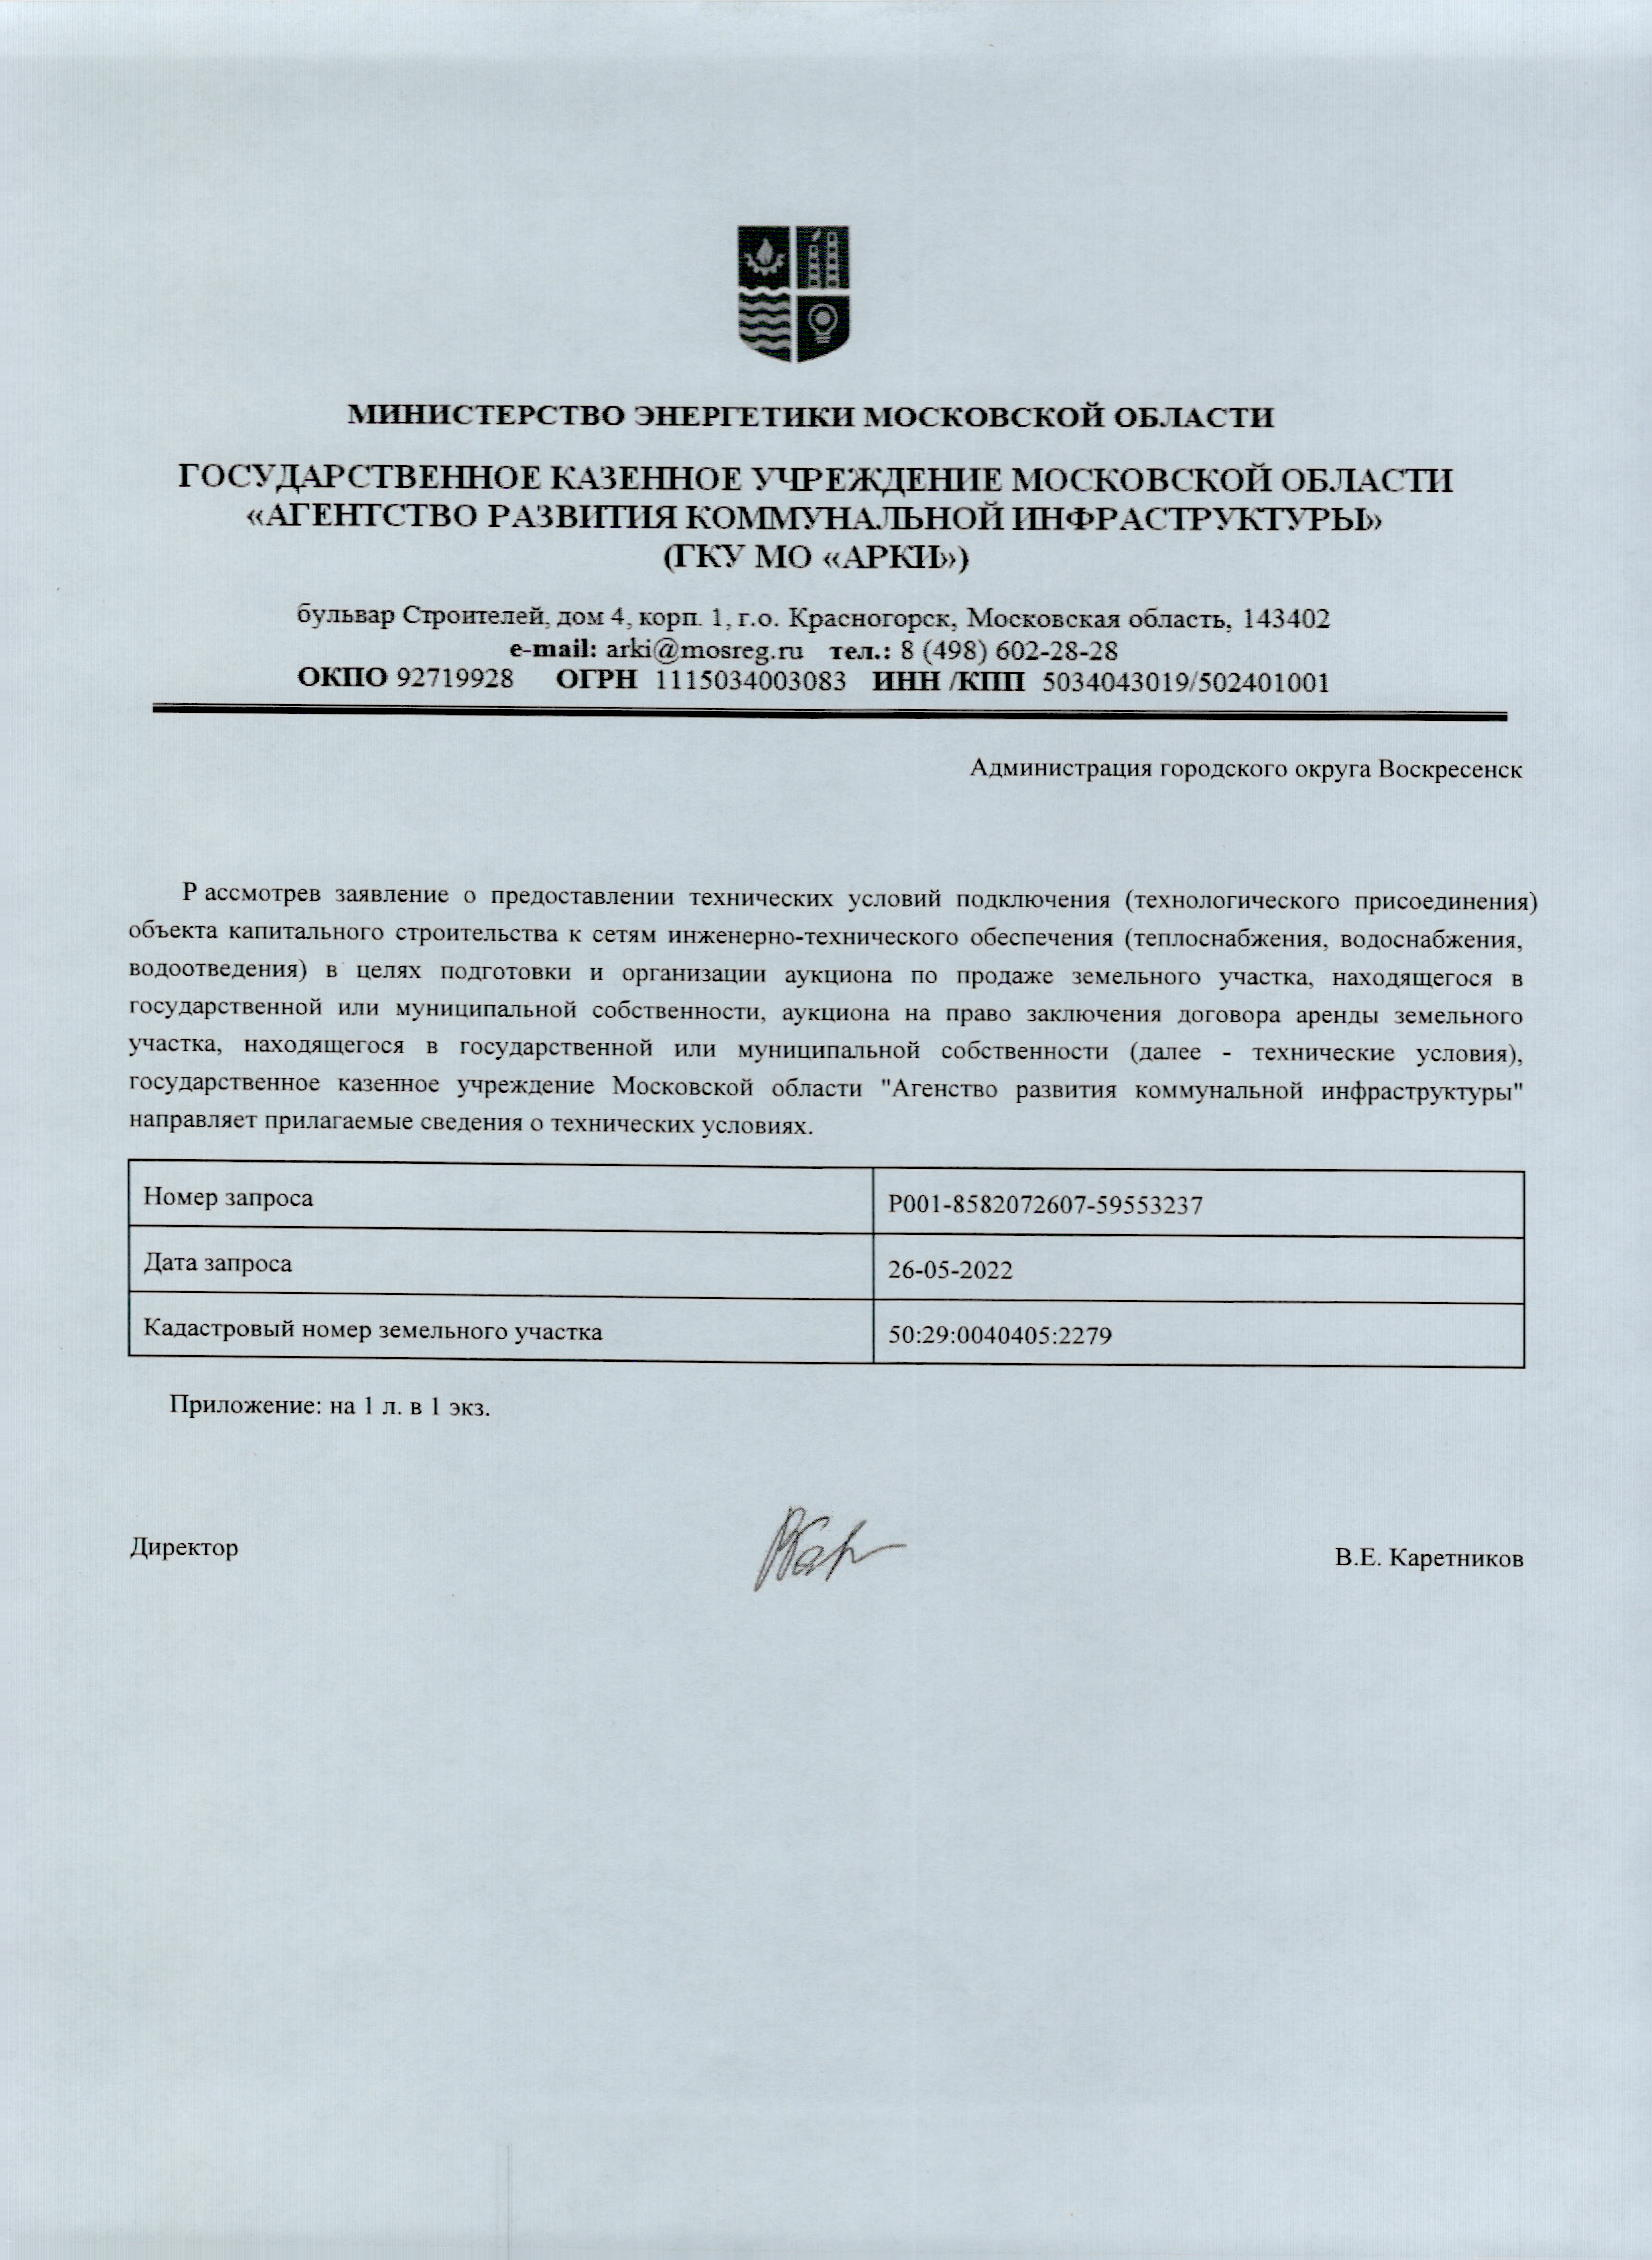 МИНИСТЕРСТВО ЭНЕРГЕТИКИ МОСКОВСКОЙ ОБЛАСТИ
ГОСУДАРСТВЕННОЕ КАЗЕННОЕ УЧРЕЖДЕНИЕ МОСКОВСКОЙ ОБЛАСТИ
«АГЕНТСТВО РАЗВИТИЯ КОММУНАЛЬНОЙ ИНФРАСТРУКТУРЫ»
(ГКУ МО «АРКИ»)
бульвар Строителей, дом 4, корп. 1, г.о. Красногорск, Московская область, 143402
e-mail: arki@mosreg.ru тел.: 8 (498) 602-28-28
ОКПО 92719928 ОГРН 1115034003083 ИНН /КПП 5034043019/502401001
Администрация городского округа Воскресенск
Р ассмотрев заявление о предоставлении технических условий подключения (технологического присоединения)
объекта капитального строительства к сетям инженерно-технического обеспечения (теплоснабжения, водоснабжения,
водоотведения) в целях подготовки и организации аукциона по продаже земельного участка, находящегося в
государственной или муниципальной собственности, аукциона на право заключения договора аренды земельного
участка, находящегося в государственной или муниципальной собственности (далее - технические условия),
государственное казенное учреждение Московской области "Агенство развития коммунальной инфраструктуры"
направляет прилагаемые сведения о технических условиях.
Номер запроса P001-8582072607-59553237
Дата запроса 26-05-2022
Кадастровый номер земельного участка 50:29:0040405:2279
Приложение: на 1 л. в 1 экз.
Директор В.Е. Каретников